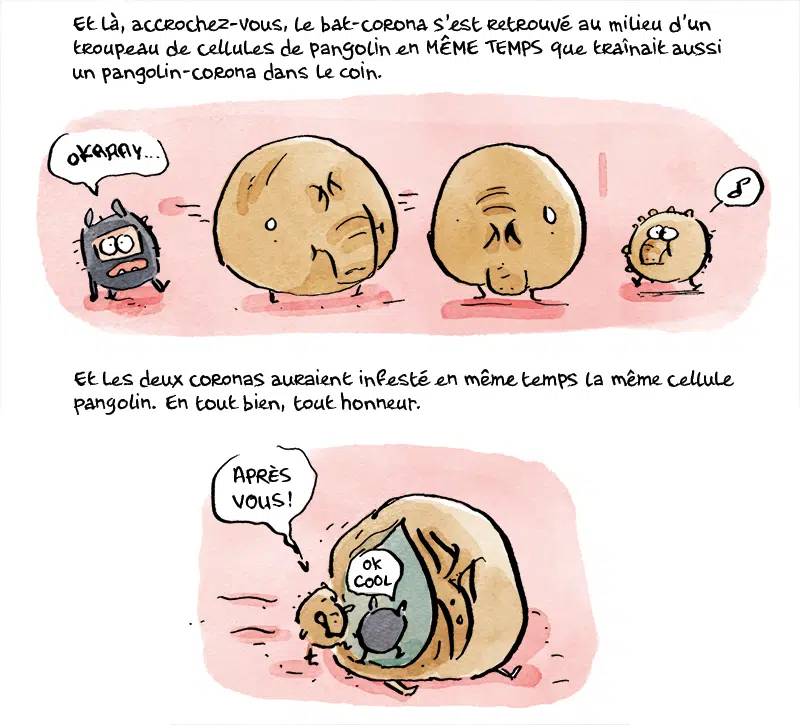 Et là, accrochez-vous, le bat-corona s'est retrouvé au milieu d'un
troupeau de cellules de pangolin en MÊME TEMPS que traînait aussi
un pangolin-corona dans le coin.
OKRRAY...
Et les deux coronas auraient infesté en même temps la même cellule
pangolin. En tout bien, tout honneur.
APRÈS
VOUS!
OK
COOL